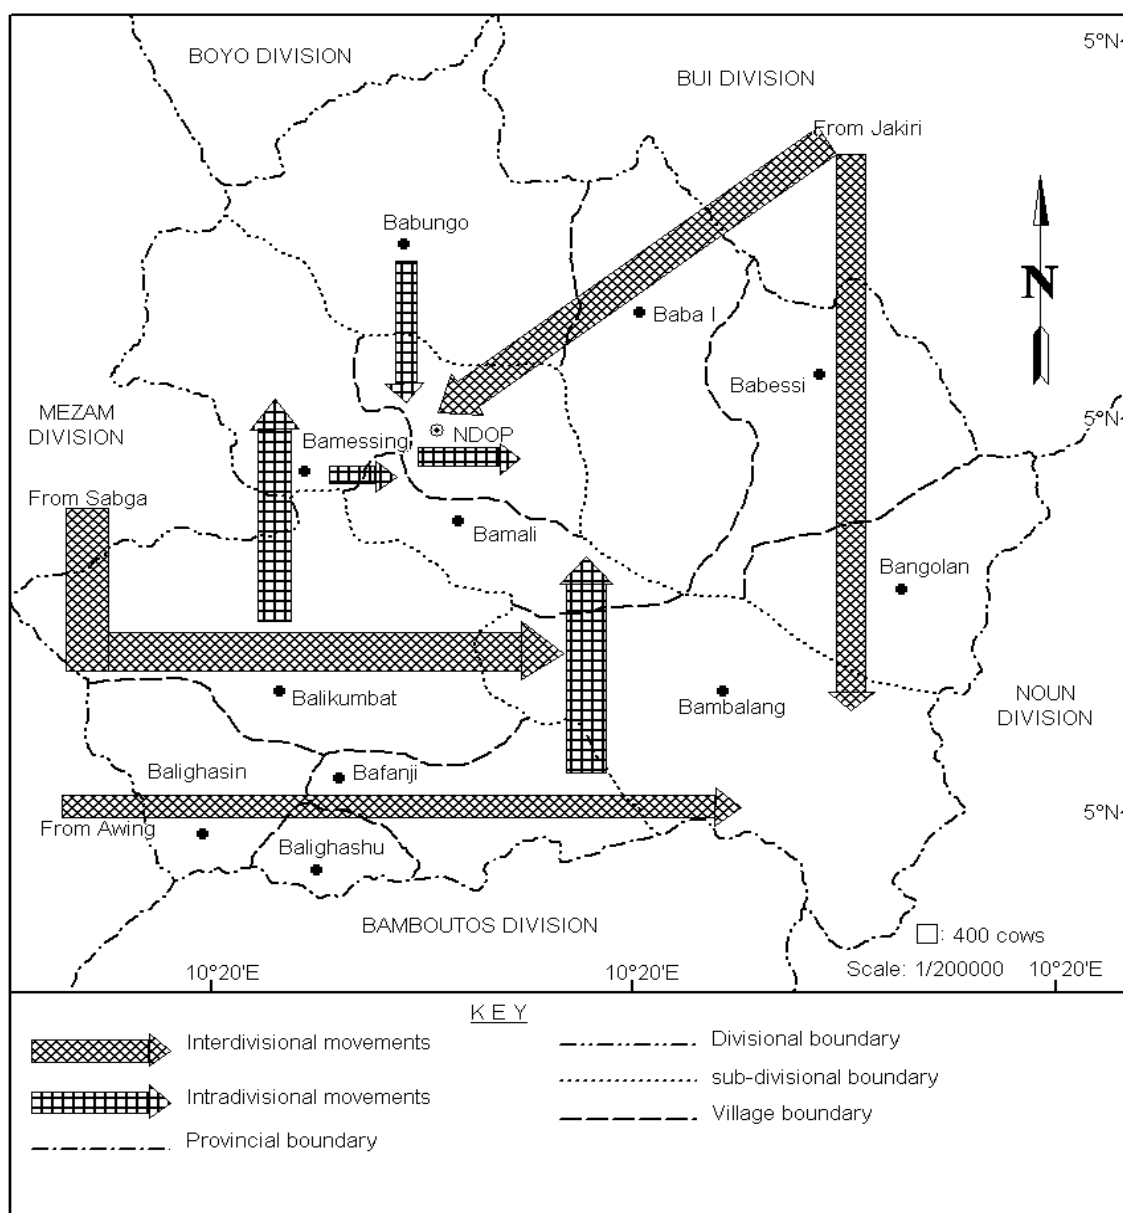 BOYO DIVISION
BUI DIVISION
5°N
From Jakiri
Babungo
N
Baba I
Babessi
MEZAM
DIVISION
5°N
NDOP
Bamessing
From Sabga
Bamali
Bangolan
Balikumbat
Bambalang
NOUN
DIVISION
Balighasin
Bafanji
From Awing
5°N
Balighashu
BAMBOUTOS DIVISION
: 400 cows
10°20'E
10°20'E
Scale: 1/200000
10°20'E
K E Y
Interdivisional movements
Divisional boundary
sub-divisional boundary
Intradivisional movements
Village boundary
Provincial boundary